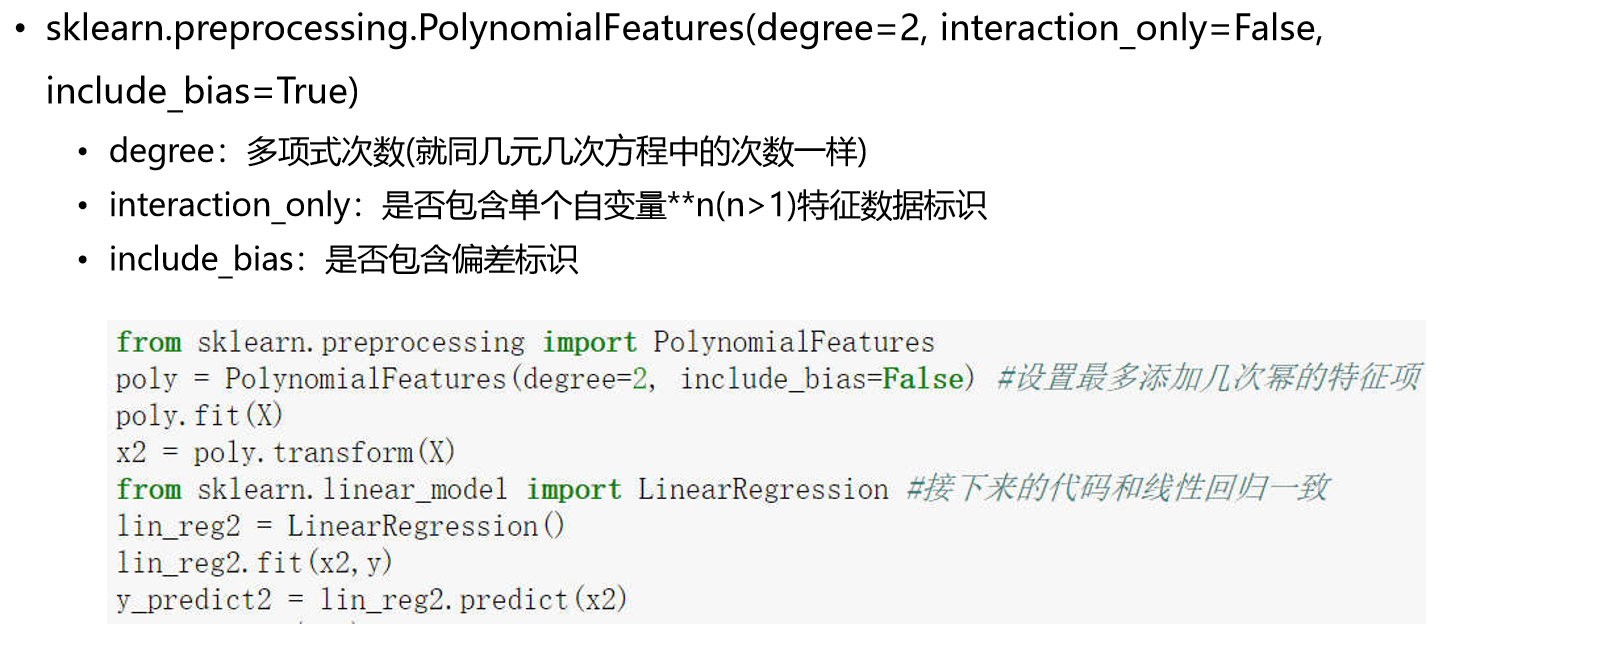 • sklearn.preprocessing.PolynomialFeatures(degree=2, interaction_only=False,
include_bias=True)
• degree：多项式次数(就同几元几次方程中的次数一样)
• interaction_only：是否包含单个自变量**n(n>1)特征数据标识
• include_bias：是否包含偏差标识
from sklearn.preprocessing import PolynomialFeatures
poly = PolynomialFeatures(degree=2, include_bias=False) #设置最多添加几次幂的特征项
poly.fit(X)
x2 = poly.transform(X)
from sklearn.linear_model import LinearRegression #接下来的代码和线性回归一致
lin_reg2 = LinearRegression()
lin_reg2.fit(x2,y)
y_predict2 = lin_reg2.predict(x2)